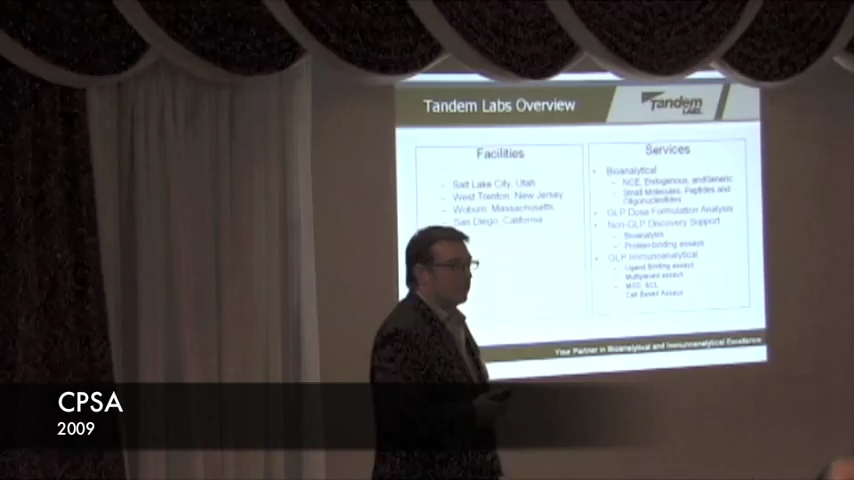 Tandem Labs Overview
Tandem
LABS
Facilities
- Salt Lake City, Utah
- West Trenton, New Jersey
- Woburn, Massachusetts
- San Diego, California
Services
• Bioanalytical
- NCE, Endogenous, and Generic
- Small Molecules, Peptides and
Oligonucleotides
• GLP Dose Formulation Analysis
• Non-GLP Discovery Support
- Bioanalysis
- Protein binding assays
• GLP Immunoanalytical
- Ligand Binding assays
- Multiplexed assays
- MSD ECL
- Cell Based Assays
Your Partner in Bioanalytical and Immunoanalytical Excellence
CPSA
2009